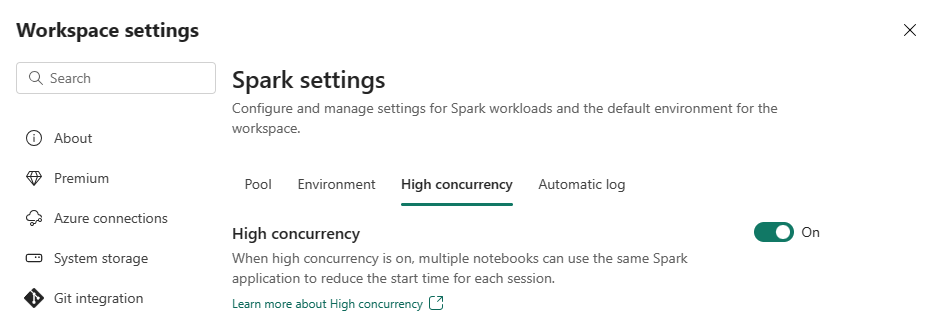 Workspace settings
Search
About
Premium
Azure connections
System storage
Git integration
Spark settings
Configure and manage settings for Spark workloads and the default environment for the
workspace.
Pool
Environment
High concurrency
Automatic log
High concurrency
On
When high concurrency is on, multiple notebooks can use the same Spark
application to reduce the start time for each session.
Learn more about High concurrency